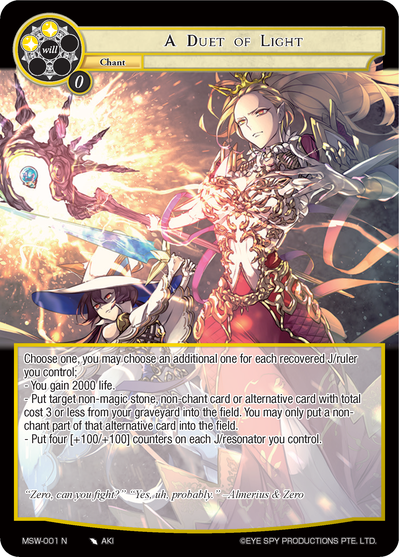 A Duet of Light
will
Chant
0
Choose one, you may choose an additional one for each recovered J/ruler
you control:
- You gain 2000 life.
- Put target non-magic stone, non-chant card or alternative card with total
cost 3 or less from your graveyard into the field. You may only put a non-
chant part of that alternative card into the field.
- Put four [+100/+100] counters on each J/resonator you control.
“Zero, can you fight?” “Yes, uh, probably.” –Almerius & Zero
MSW-001 N AKI ©EYE SPY PRODUCTIONS PTE. LTD.